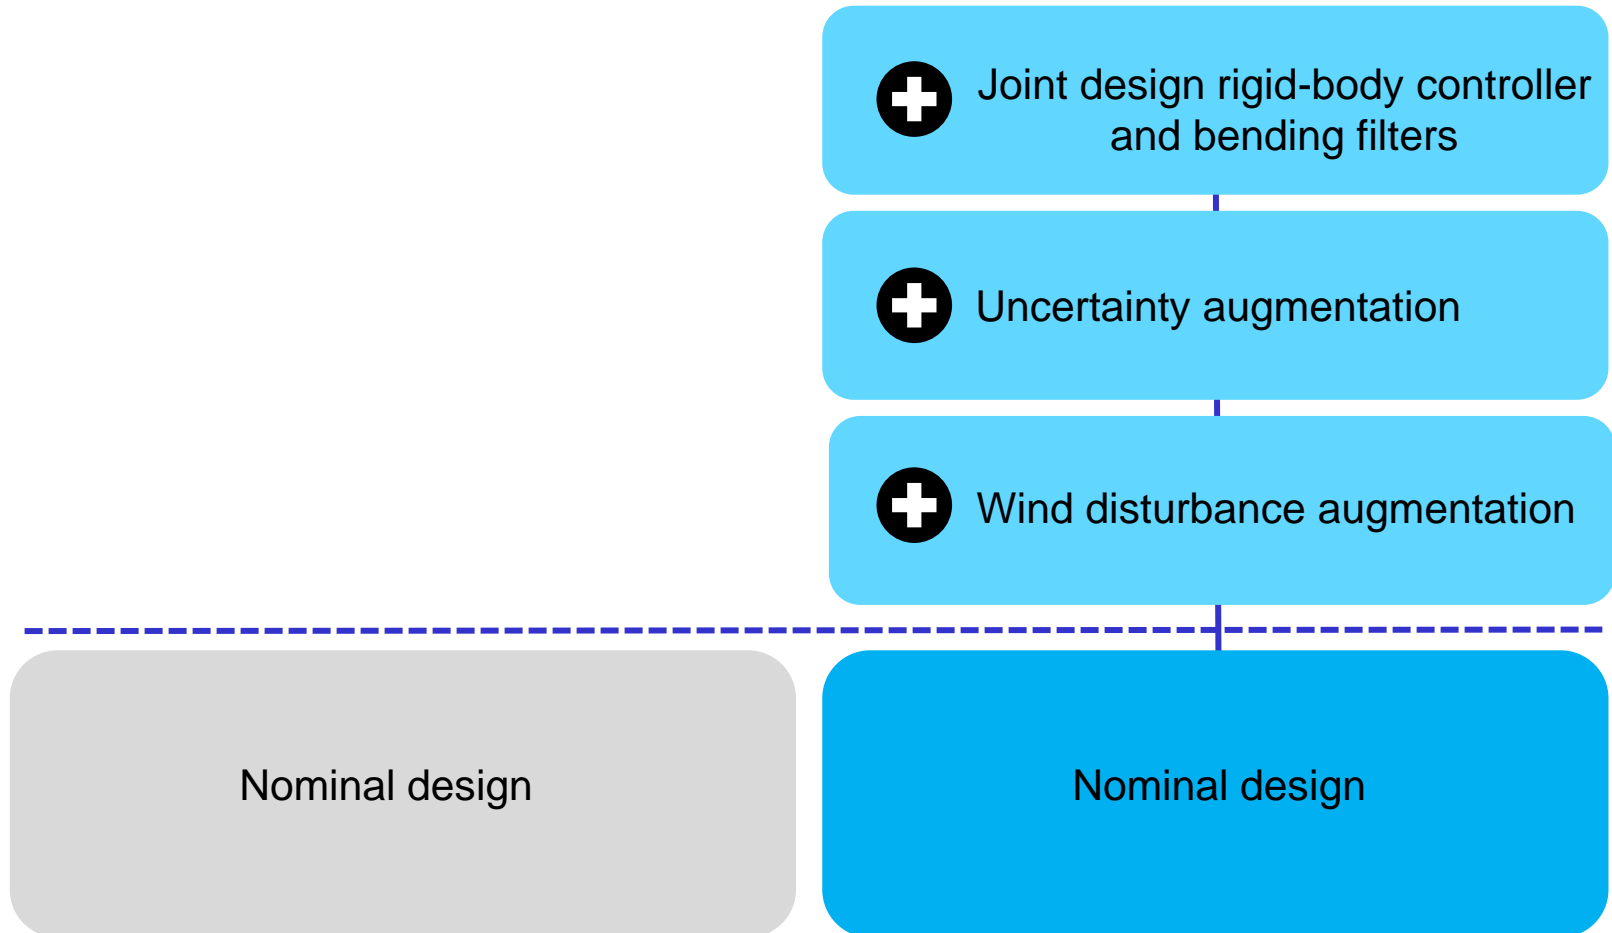 Joint design rigid-body controller
and bending filters
Uncertainty augmentation
Wind disturbance augmentation
Nominal design
Nominal design